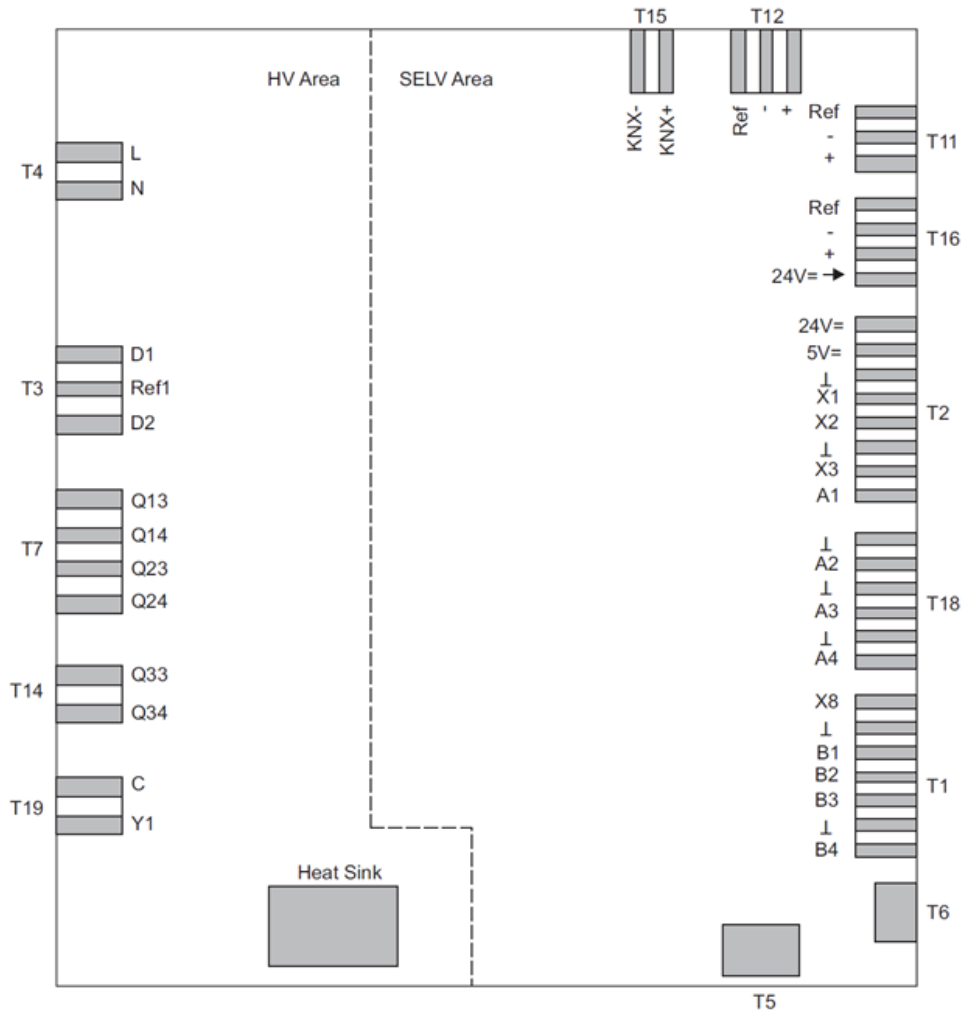 T15 T12
HV Area SELV Area
KNX- KNX+ Ref - +
Ref
-
+
T11
T4
L
N
Ref
-
+
24V=
T16
T3
D1
Ref1
D2
24V=
5V=
⊥
X1
X2
⊥
X3
A1
T2
T7
Q13
Q14
Q23
Q24
⊥
A2
⊥
A3
⊥
A4
T18
T14
Q33
Q34
X8
⊥
B1
B2
B3
⊥
B4
T1
T19
C
Y1
Heat Sink
T6
T5